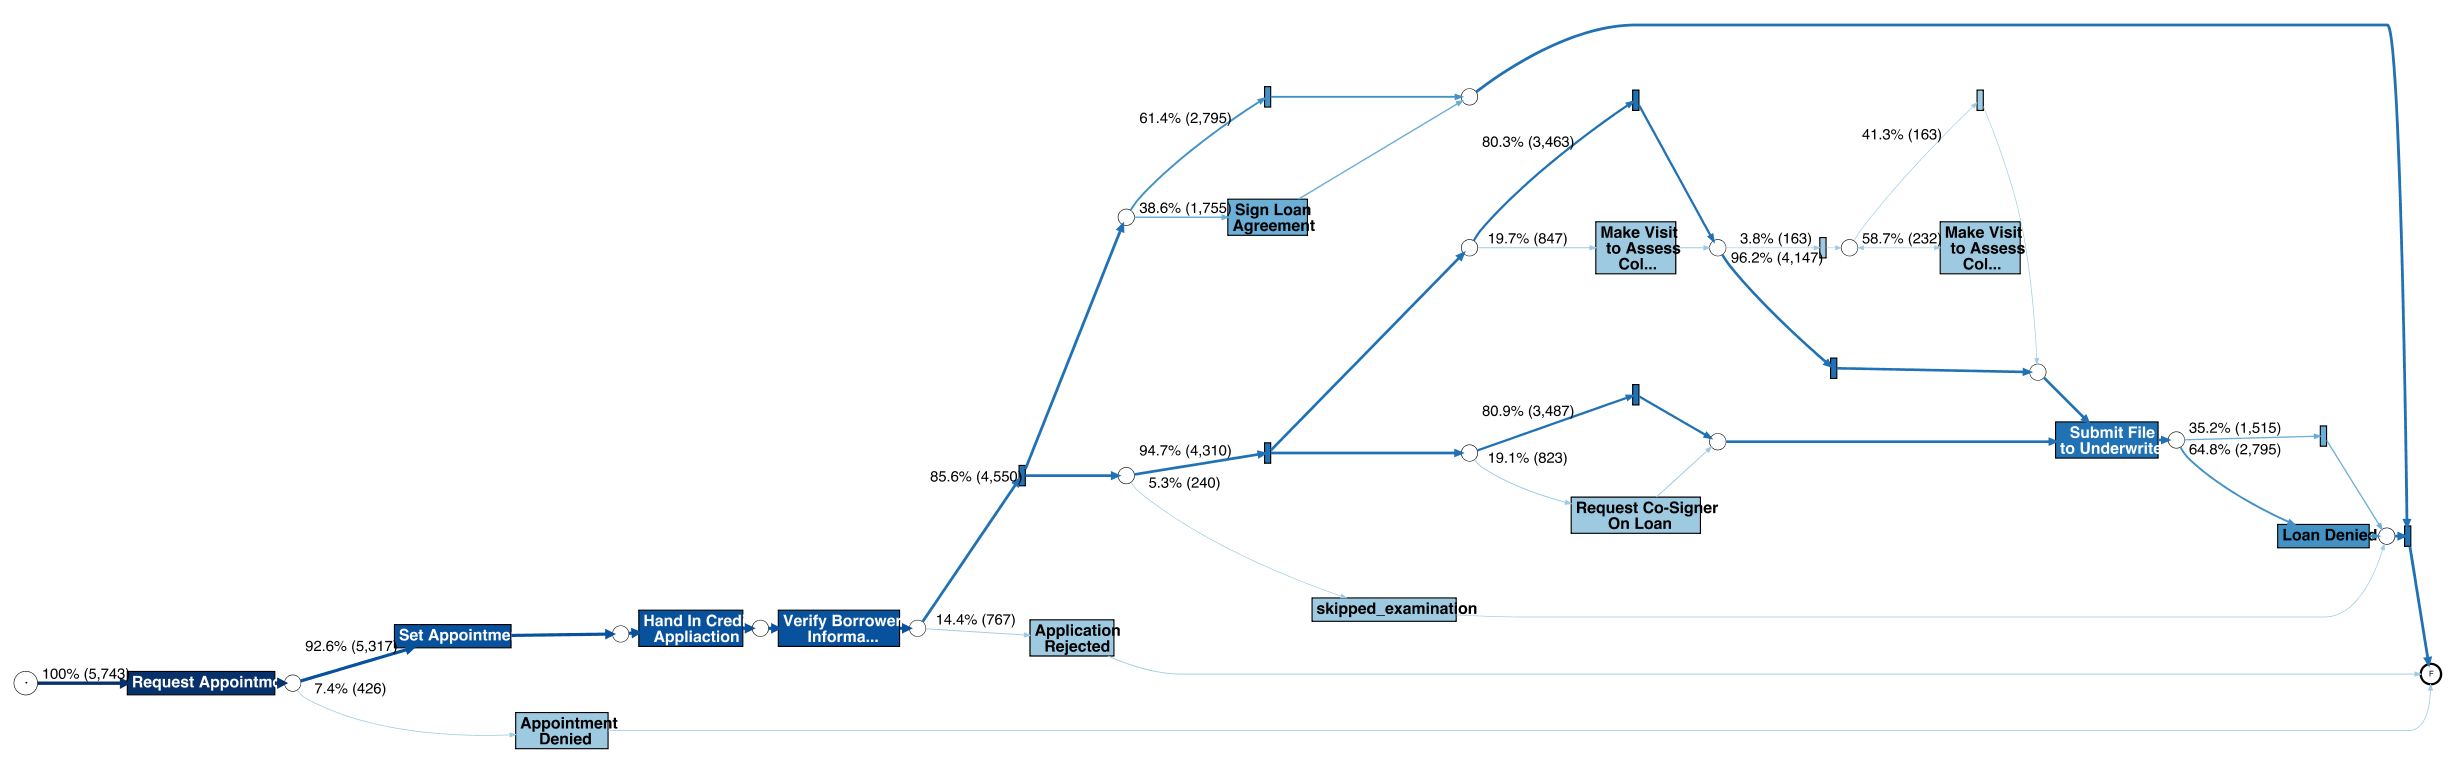 61.4% (2,795)
38.6% (1,755)
Sign Loan
Agreement
80.3% (3,463)
19.7% (847)
Make Visit
to Assess
Col...
3.8% (163)
96.2% (4,147)
41.3% (163)
58.7% (232)
Make Visit
to Assess
Col...
85.6% (4,550)
94.7% (4,310)
5.3% (240)
80.9% (3,487)
19.1% (823)
Request Co-Signer
On Loan
Submit File
to Underwrite
35.2% (1,515)
64.8% (2,795)
Loan Denied
skipped_examination
100% (5,743)
Request Appointm
92.6% (5,317)
7.4% (426)
Set Appointme
Hand In Cred
Appliaction
Verify Borrower
Informa...
14.4% (767)
Application
Rejected
Appointment
Denied
F